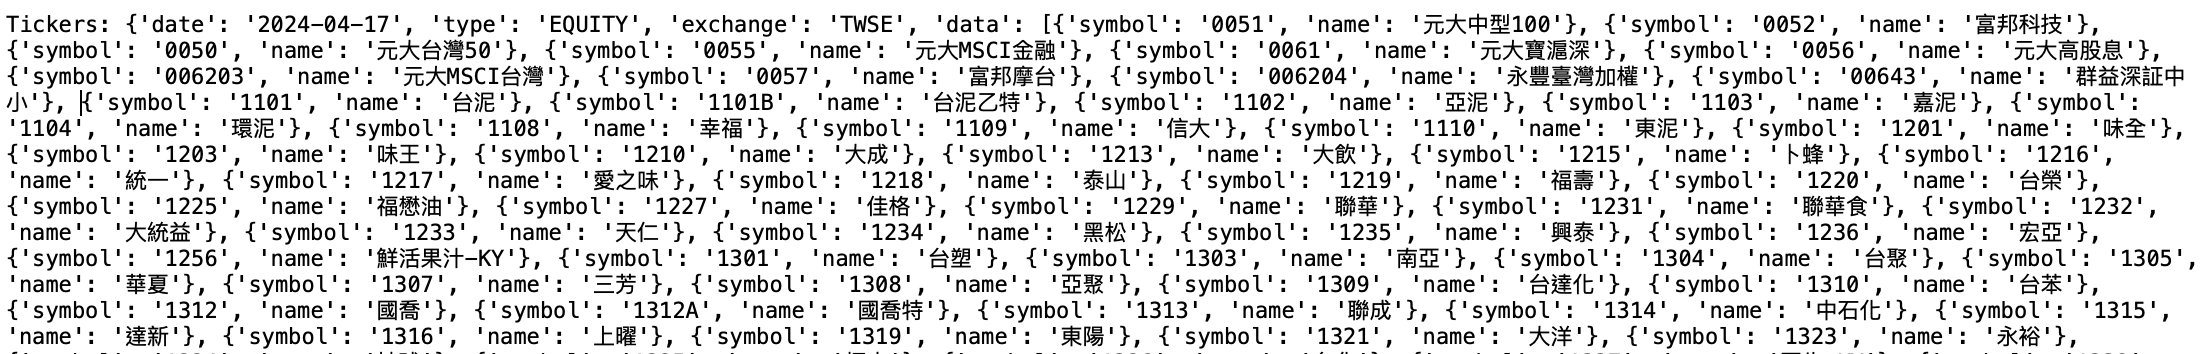 Tickers: {'date': '2024-04-17', 'type': 'EQUITY', 'exchange': 'TWSE', 'data': [{'symbol': '0051', 'name': '元大中型100'}, {'symbol': '0052', 'name': '富邦科技'},
{'symbol': '0050', 'name': '元大台灣50'}, {'symbol': '0055', 'name': '元大MSCI金融'}, {'symbol': '0061', 'name': '元大寶滬深'}, {'symbol': '0056', 'name': '元大高股息'},
{'symbol': '006203', 'name': '元大MSCI台灣'}, {'symbol': '0057', 'name': '富邦摩台'}, {'symbol': '006204', 'name': '永豐臺灣加權'}, {'symbol': '00643', 'name': '群益深証中
小'}, {'symbol': '1101', 'name': '台泥'}, {'symbol': '1101B', 'name': '台泥乙特'}, {'symbol': '1102', 'name': '亞泥'}, {'symbol': '1103', 'name': '嘉泥'}, {'symbol':
'1104', 'name': '環泥'}, {'symbol': '1108', 'name': '幸福'}, {'symbol': '1109', 'name': '信大'}, {'symbol': '1110', 'name': '東泥'}, {'symbol': '1201', 'name': '味全'},
{'symbol': '1203', 'name': '味王'}, {'symbol': '1210', 'name': '大成'}, {'symbol': '1213', 'name': '大飲'}, {'symbol': '1215', 'name': '卜蜂'}, {'symbol': '1216',
'name': '統一'}, {'symbol': '1217', 'name': '愛之味'}, {'symbol': '1218', 'name': '泰山'}, {'symbol': '1219', 'name': '福壽'}, {'symbol': '1220', 'name': '台榮'},
{'symbol': '1225', 'name': '福懋油'}, {'symbol': '1227', 'name': '佳格'}, {'symbol': '1229', 'name': '聯華'}, {'symbol': '1231', 'name': '聯華食'}, {'symbol': '1232',
'name': '大統益'}, {'symbol': '1233', 'name': '天仁'}, {'symbol': '1234', 'name': '黑松'}, {'symbol': '1235', 'name': '興泰'}, {'symbol': '1236', 'name': '宏亞'},
{'symbol': '1256', 'name': '鮮活果汁-KY'}, {'symbol': '1301', 'name': '台塑'}, {'symbol': '1303', 'name': '南亞'}, {'symbol': '1304', 'name': '台聚'}, {'symbol': '1305',
'name': '華夏'}, {'symbol': '1307', 'name': '三芳'}, {'symbol': '1308', 'name': '亞聚'}, {'symbol': '1309', 'name': '台達化'}, {'symbol': '1310', 'name': '台苯'},
{'symbol': '1312', 'name': '國喬'}, {'symbol': '1312A', 'name': '國喬特'}, {'symbol': '1313', 'name': '聯成'}, {'symbol': '1314', 'name': '中石化'}, {'symbol': '1315',
'name': '達新'}, {'symbol': '1316', 'name': '上曜'}, {'symbol': '1319', 'name': '東陽'}, {'symbol': '1321', 'name': '大洋'}, {'symbol': '1323', 'name': '永裕'},